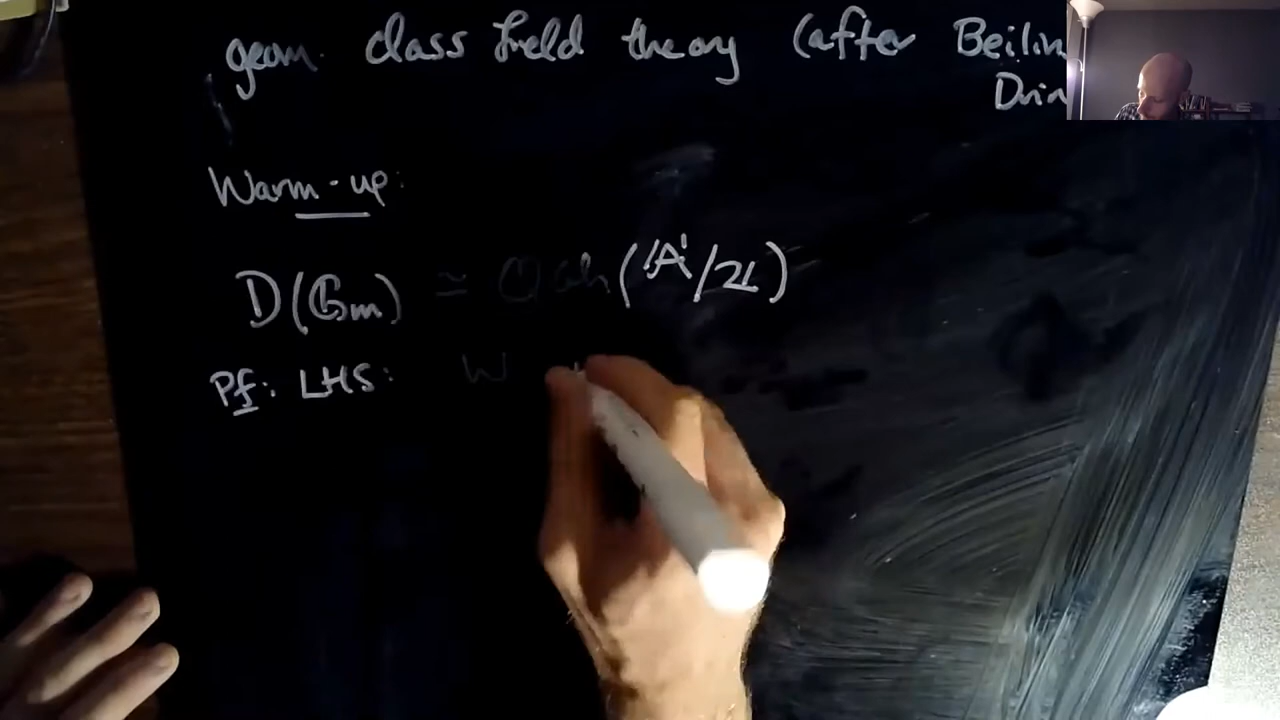 geom. class field theory (after Beilin
Drin
Warm-up:
D(𝔾m) ≃ QCoh(𝔸¹/ℤ)
Pf: LHS: W